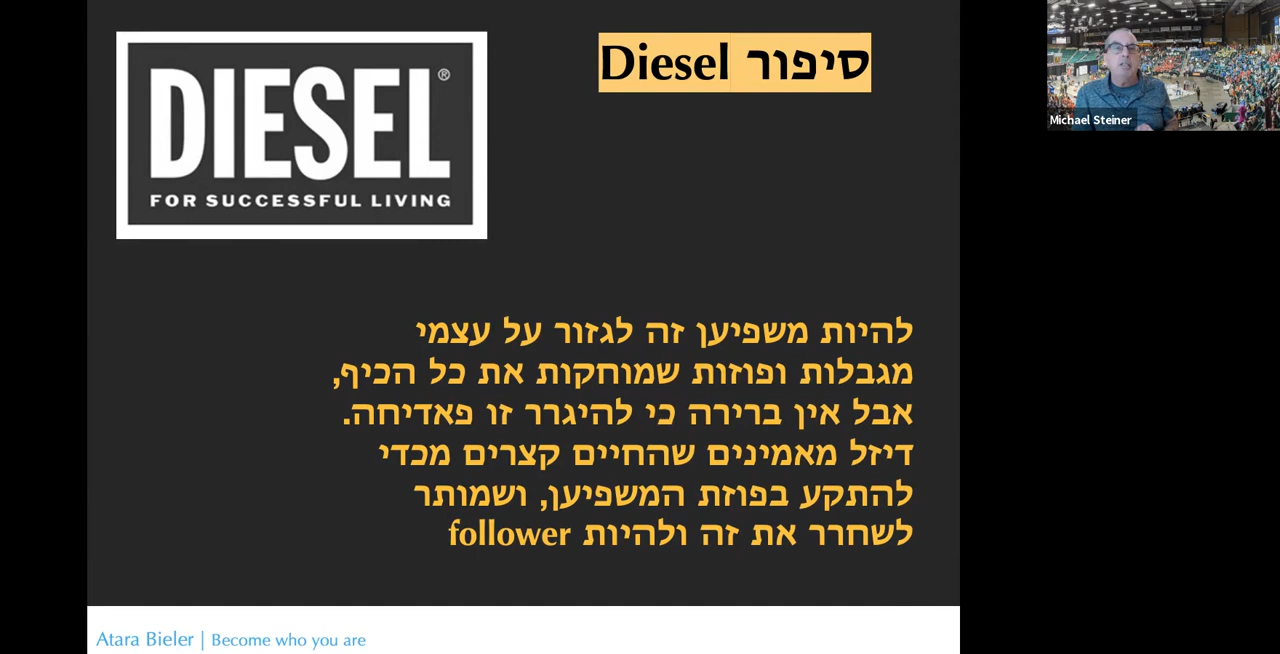 DIESEL®
FOR SUCCESSFUL LIVING
סיפור Diesel
Michael Steiner
להיות משפיען זה לגזור על עצמי
מגבלות ופוזות שמוחקות את כל הכיף,
אבל אין ברירה כי להיגרר זו פאדיחה.
דיזל מאמינים שהחיים קצרים מכדי
להתקע בפוזת המשפיען, ושמותר
לשחרר את זה ולהיות follower
Atara Bieler | Become who you are